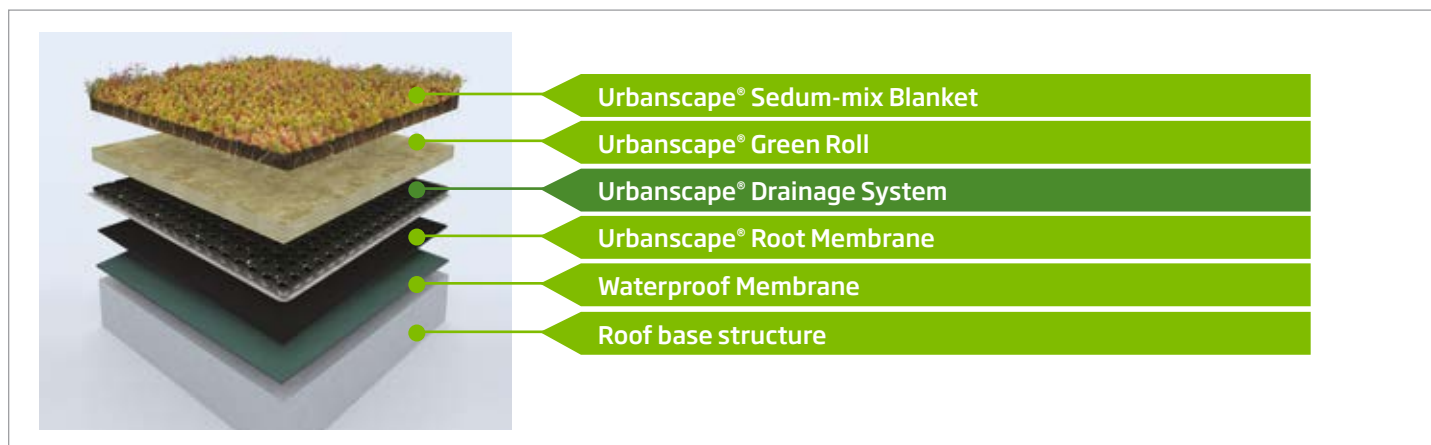 Urbanscape® Sedum-mix Blanket
Urbanscape® Green Roll
Urbanscape® Drainage System
Urbanscape® Root Membrane
Waterproof Membrane
Roof base structure